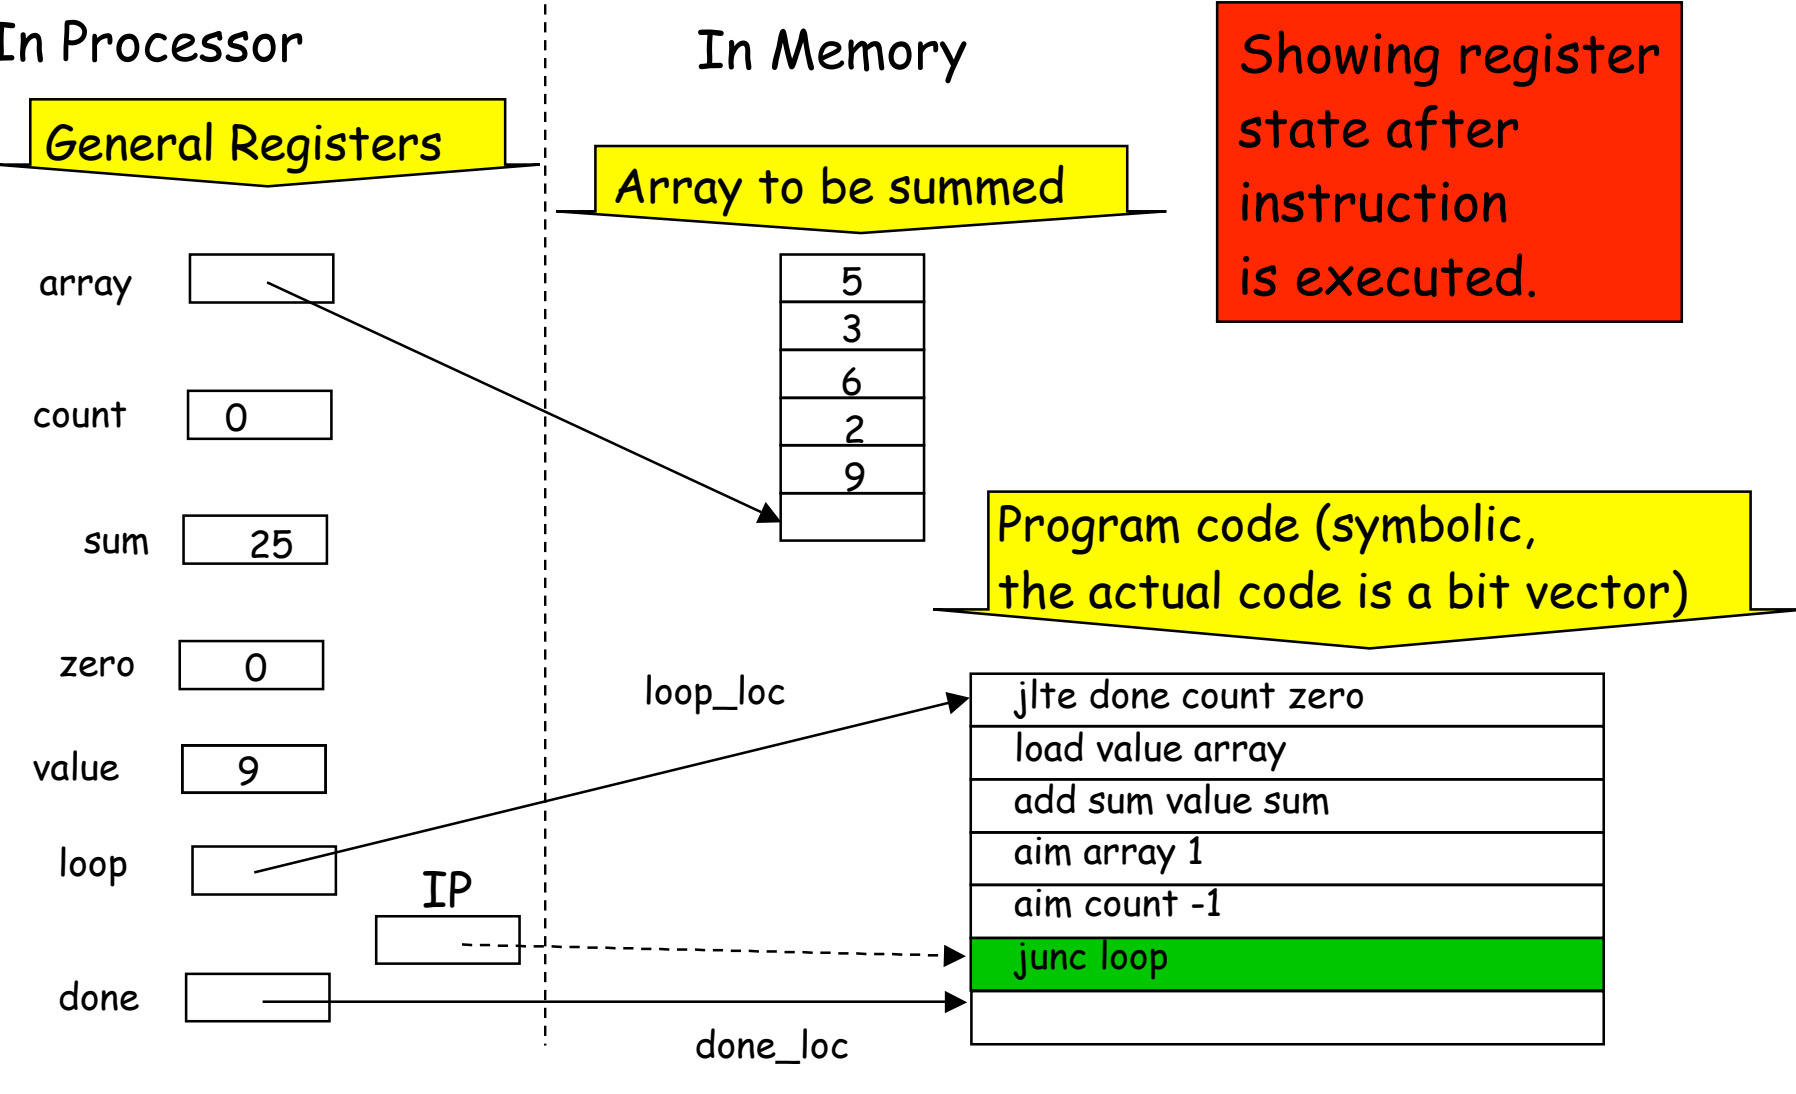 In Processor
In Memory
Showing register
state after
instruction
is executed.
General Registers
Array to be summed
array
count
0
sum
25
zero
0
value
9
loop
IP
done
5
3
6
2
9
Program code (symbolic,
the actual code is a bit vector)
loop_loc
done_loc
jlte done count zero
load value array
add sum value sum
aim array 1
aim count -1
junc loop